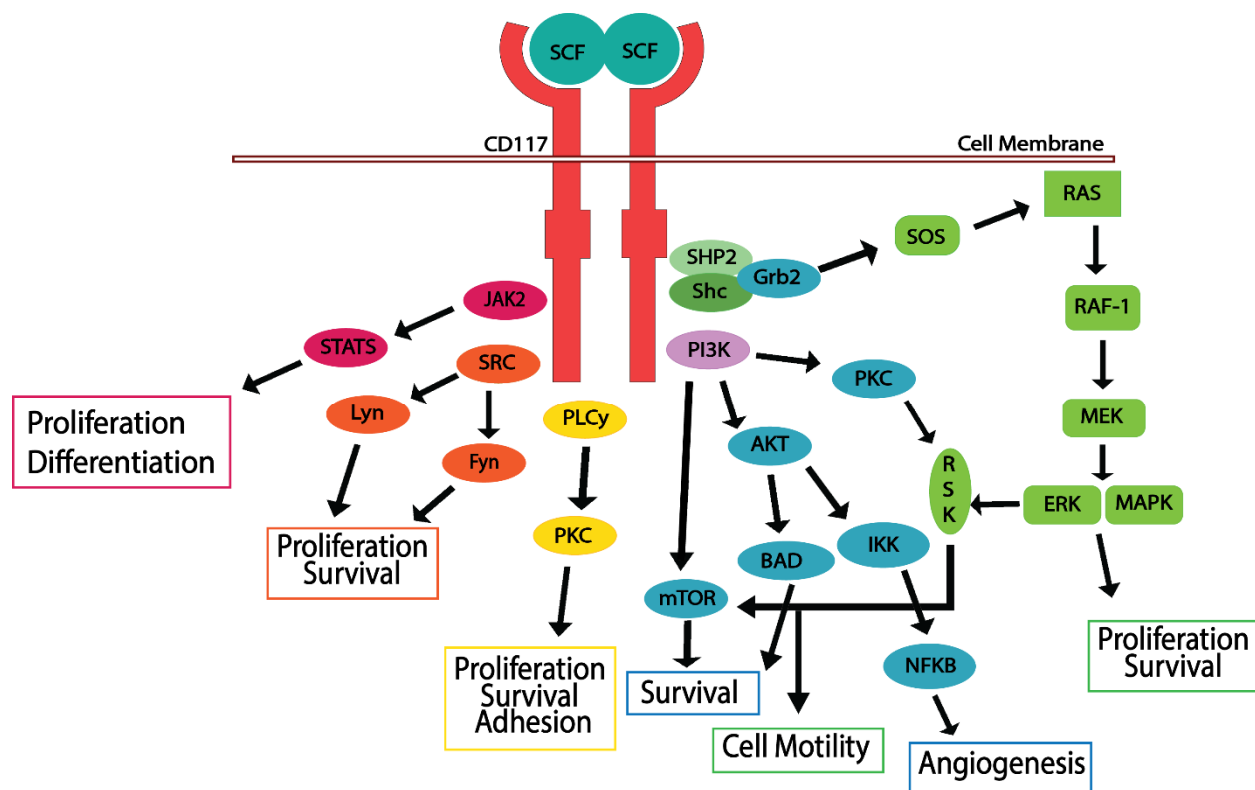 SCF
SCF
CD117
Cell Membrane
RAS
SOS
SHP2
Grb2
Shc
JAK2
RAF-1
STATS
PI3K
SRC
PKC
Lyn
PLCy
MEK
Proliferation
Differentiation
AKT
Fyn
R
S
K
ERK
MAPK
PKC
IKK
Proliferation
Survival
BAD
mTOR
Proliferation
Survival
NFKB
Proliferation
Survival
Adhesion
Survival
Cell Motility
Angiogenesis